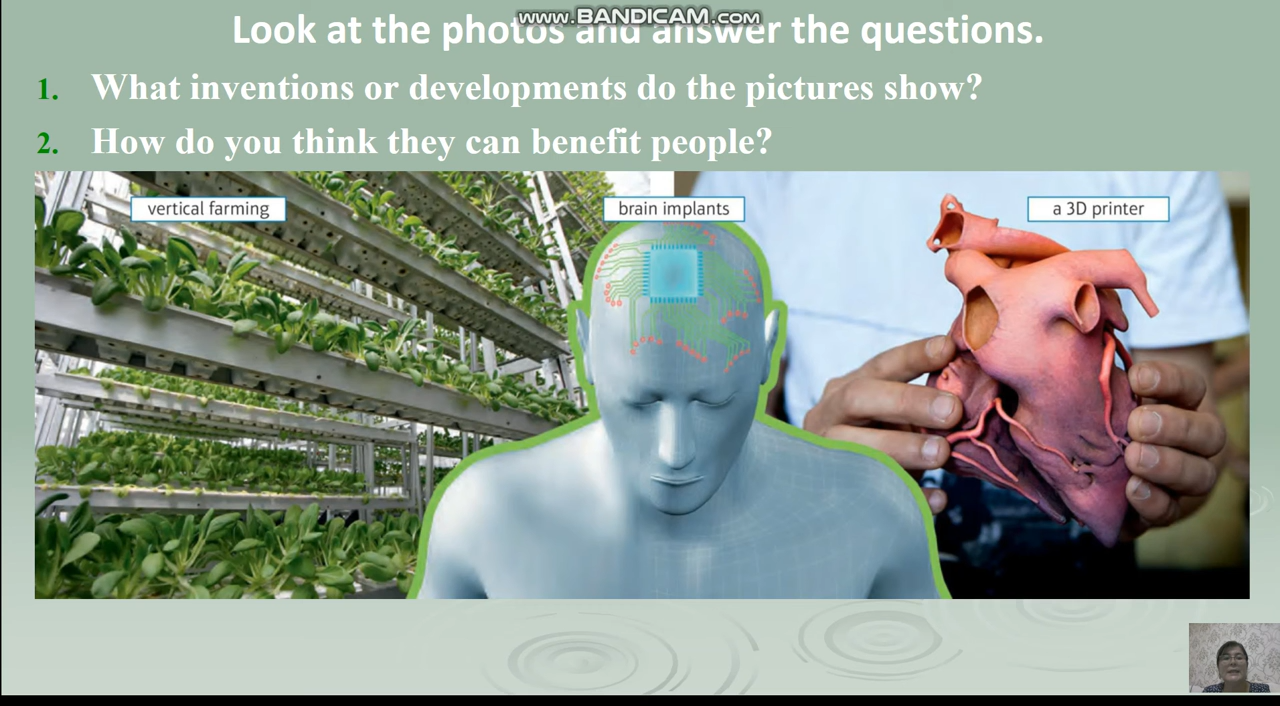 www.BANDICAM.com
Look at the photos and answer the questions.
1. What inventions or developments do the pictures show?
2. How do you think they can benefit people?
vertical farming
brain implants
a 3D printer